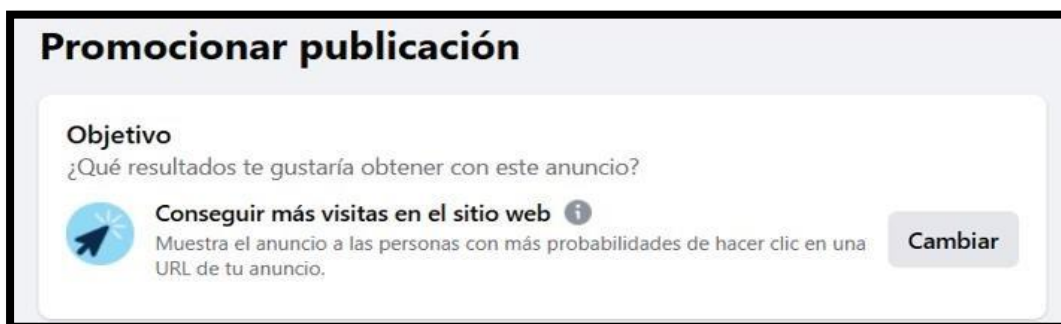 Promocionar publicación
Objetivo
¿Qué resultados te gustaría obtener con este anuncio?
Conseguir más visitas en el sitio web
Muestra el anuncio a las personas con más probabilidades de hacer clic en una
URL de tu anuncio.
Cambiar